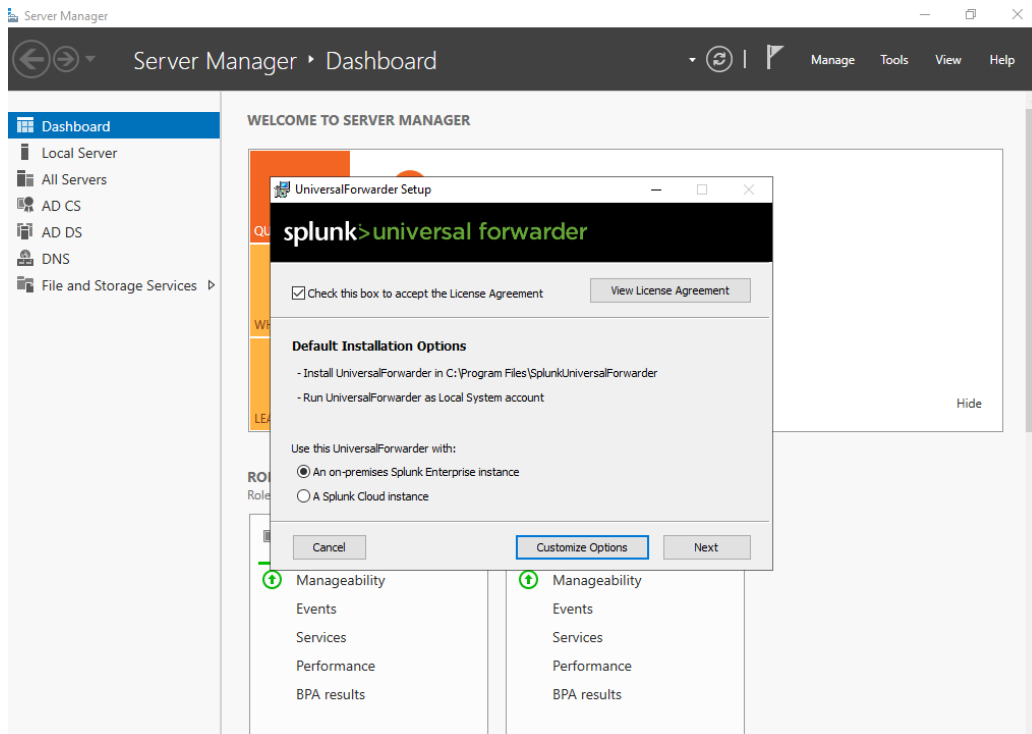 Server Manager
Server Manager • Dashboard
Manage Tools View Help
Dashboard
Local Server
All Servers
AD CS
AD DS
DNS
File and Storage Services
WELCOME TO SERVER MANAGER
UniversalForwarder Setup
splunk>universal forwarder
Check this box to accept the License Agreement
View License Agreement
Default Installation Options
- Install UniversalForwarder in C:\Program Files\SplunkUniversalForwarder
- Run UniversalForwarder as Local System account
Use this UniversalForwarder with:
An on-premises Splunk Enterprise instance
A Splunk Cloud instance
Cancel
Customize Options
Next
Hide
Manageability
Events
Services
Performance
BPA results
Manageability
Events
Services
Performance
BPA results